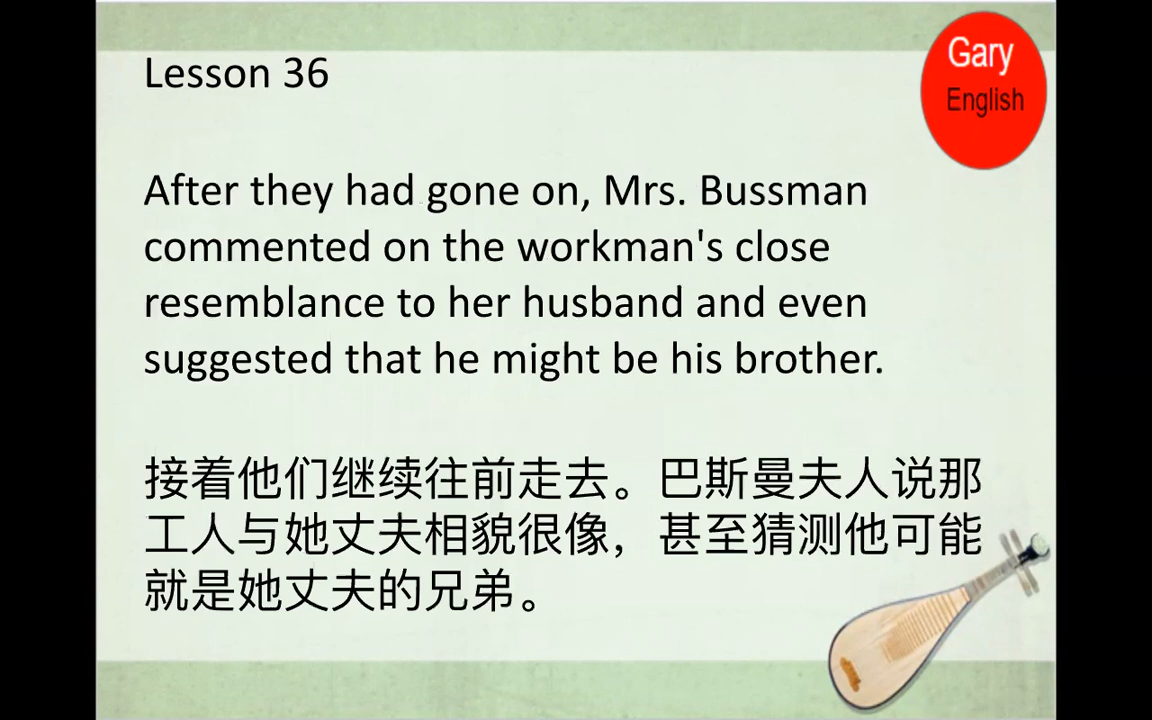 Lesson 36
Gary
English
After they had gone on, Mrs. Bussman
commented on the workman's close
resemblance to her husband and even
suggested that he might be his brother.
接着他们继续往前走去。巴斯曼夫人说那
工人与她丈夫相貌很像，甚至猜测他可能
就是她丈夫的兄弟。